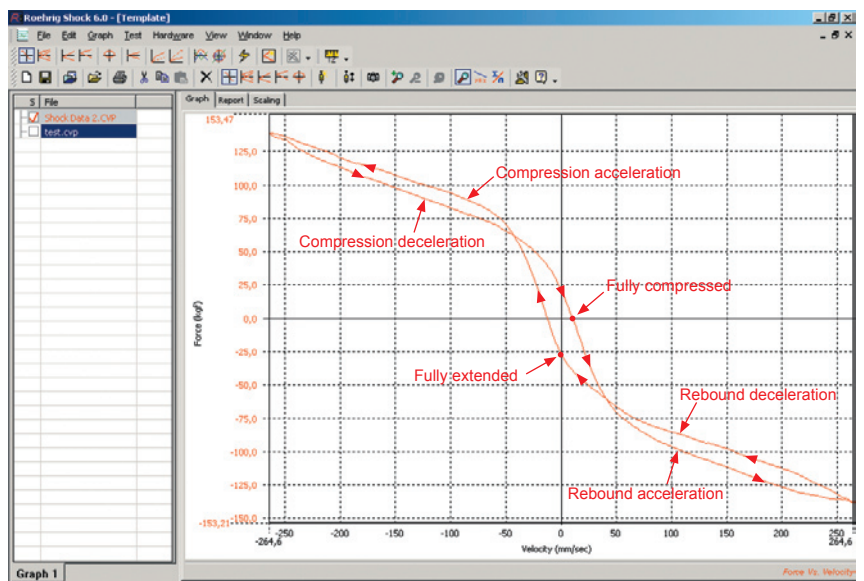 Roehrig Shock 6.0 - [Template]
File Edit Graph Test Hardware View Window Help
S File
Shock Data 2.CVP
test.cvp
Graph Report Scaling
153,47
125,0
100,0
75,0
50,0
25,0
0,0
-25,0
-50,0
-75,0
-100,0
-125,0
-150,0
-153,21
Force (kgf)
Compression acceleration
Compression deceleration
Fully compressed
Fully extended
Rebound deceleration
Rebound acceleration
-250 -200 -150 -100 -50 0 50 100 150 200 250
-264,6 264,6
Velocity (mm/sec)
Graph 1
Force Vs. Velocity